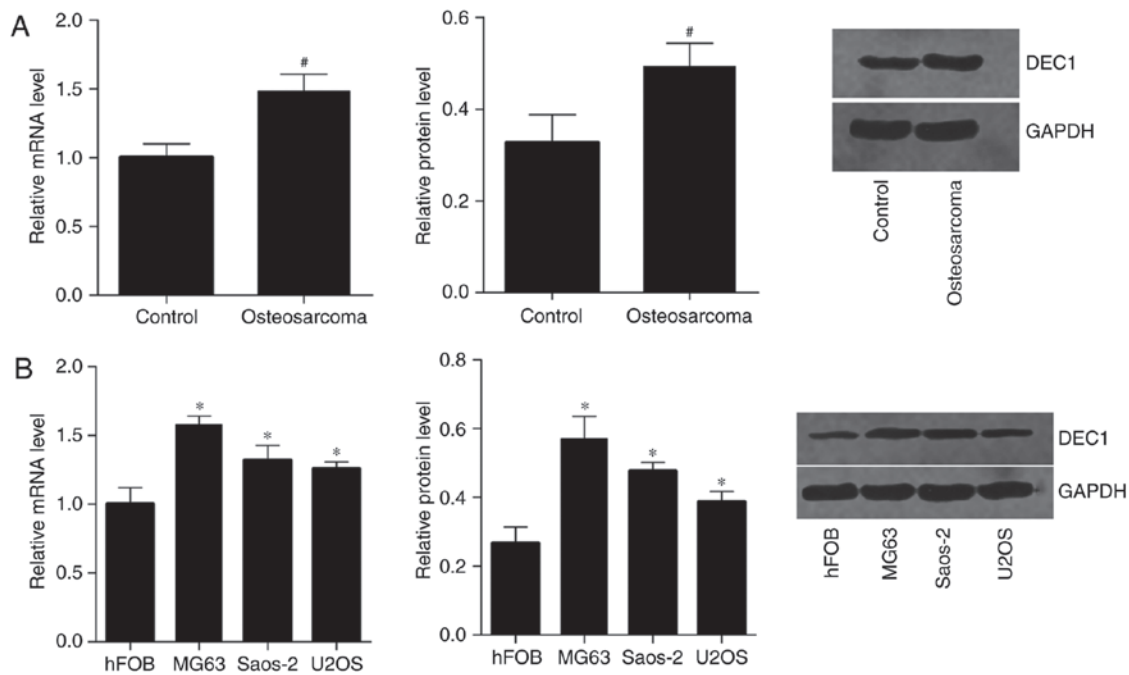 A
Relative mRNA level
2.0
1.5
1.0
0.5
0.0
#
Control
Osteosarcoma
Relative protein level
0.6
0.4
0.2
0.0
#
Control
Osteosarcoma
DEC1
GAPDH
Control
Osteosarcoma
B
Relative mRNA level
2.0
1.5
1.0
0.5
0.0
*
*
*
hFOB
MG63
Saos-2
U2OS
Relative protein level
0.8
0.6
0.4
0.2
0.0
*
*
*
hFOB
MG63
Saos-2
U2OS
DEC1
GAPDH
hFOB
MG63
Saos-2
U2OS